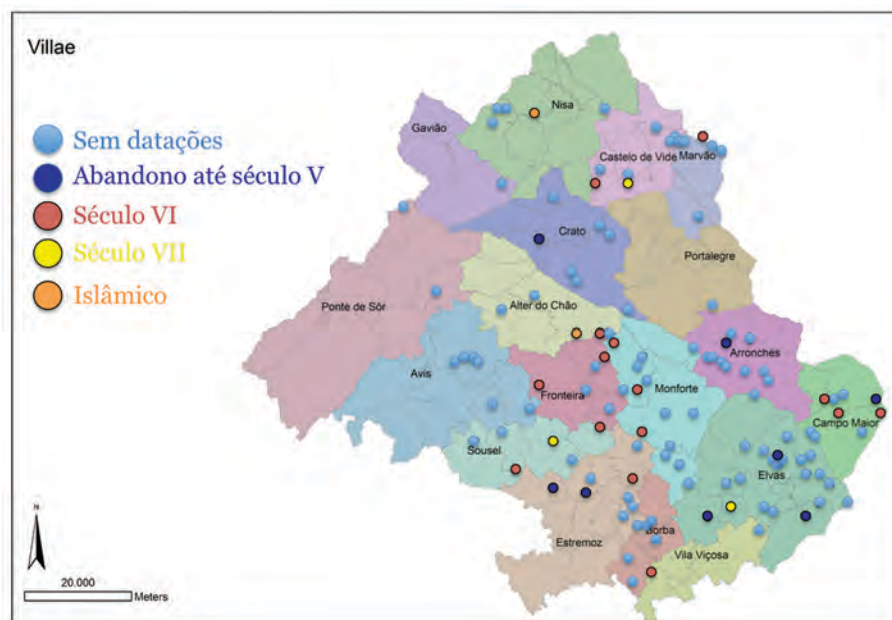 Villae
Sem datações
Abandono até século V
Século VI
Século VII
Islâmico
Nisa
Gavião
Castelo de Vide
Marvão
Crato
Portalegre
Ponte de Sôr
Alter do Chão
Arronches
Avis
Fronteira
Monforte
Campo Maior
Sousel
Elvas
Estremoz
Borba
Vila Viçosa
N
20.000
Meters